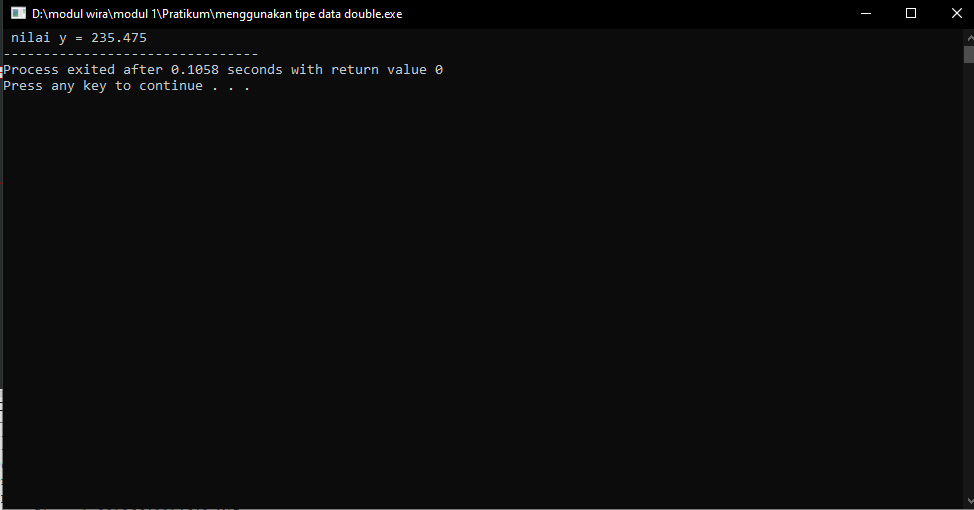 D:\modul wira\modul 1\Pratikum\menggunakan tipe data double.exe
nilai y = 235.475
--------------------------------
Process exited after 0.1058 seconds with return value 0
Press any key to continue . . .